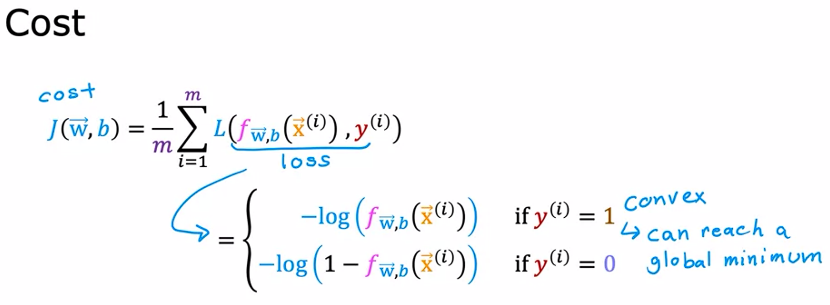 Cost
cost
J(w⃗, b) = 1/m ∑_{i=1}^{m} L(f_{w⃗,b}(x⃗^{(i)}), y^{(i)})
loss
= { −log(f_{w⃗,b}(x⃗^{(i)})) if y^{(i)} = 1
−log(1 − f_{w⃗,b}(x⃗^{(i)})) if y^{(i)} = 0
convex
↳ can reach a
global minimum